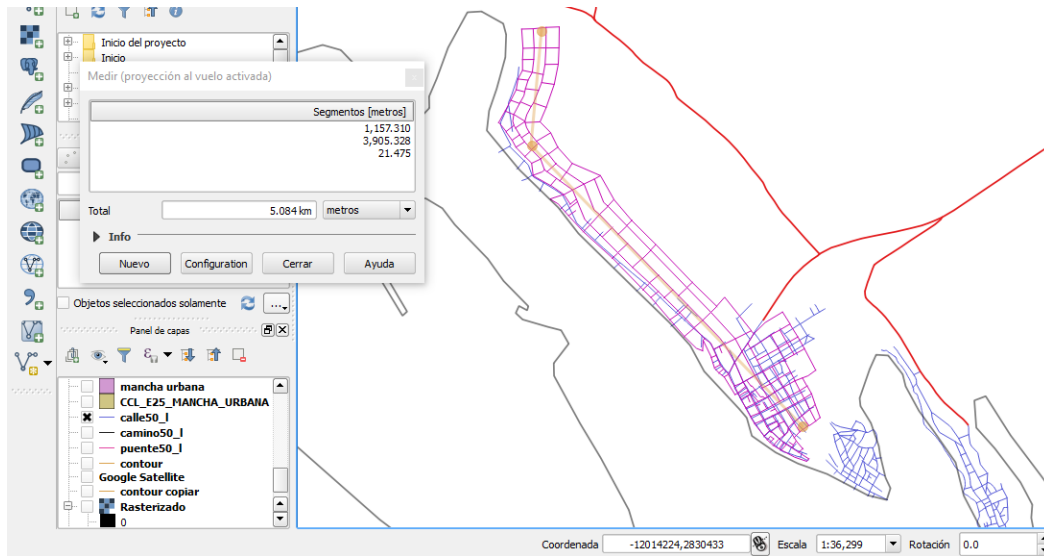 Inicio del proyecto
Inicio
Medir (proyección al vuelo activada)
Segmentos [metros]
1,157.310
3,905.328
21.475
Total 5.084 km metros
Info
Nuevo Configuration Cerrar Ayuda
Objetos seleccionados solamente ...
Panel de capas
mancha urbana
CCL_E25_MANCHA_URBANA
calle50_l
camino50_l
puente50_l
contour
Google Satellite
contour copiar
Rasterizado
0
Coordenada -12014224,2830433 Escala 1:36,299 Rotación 0.0